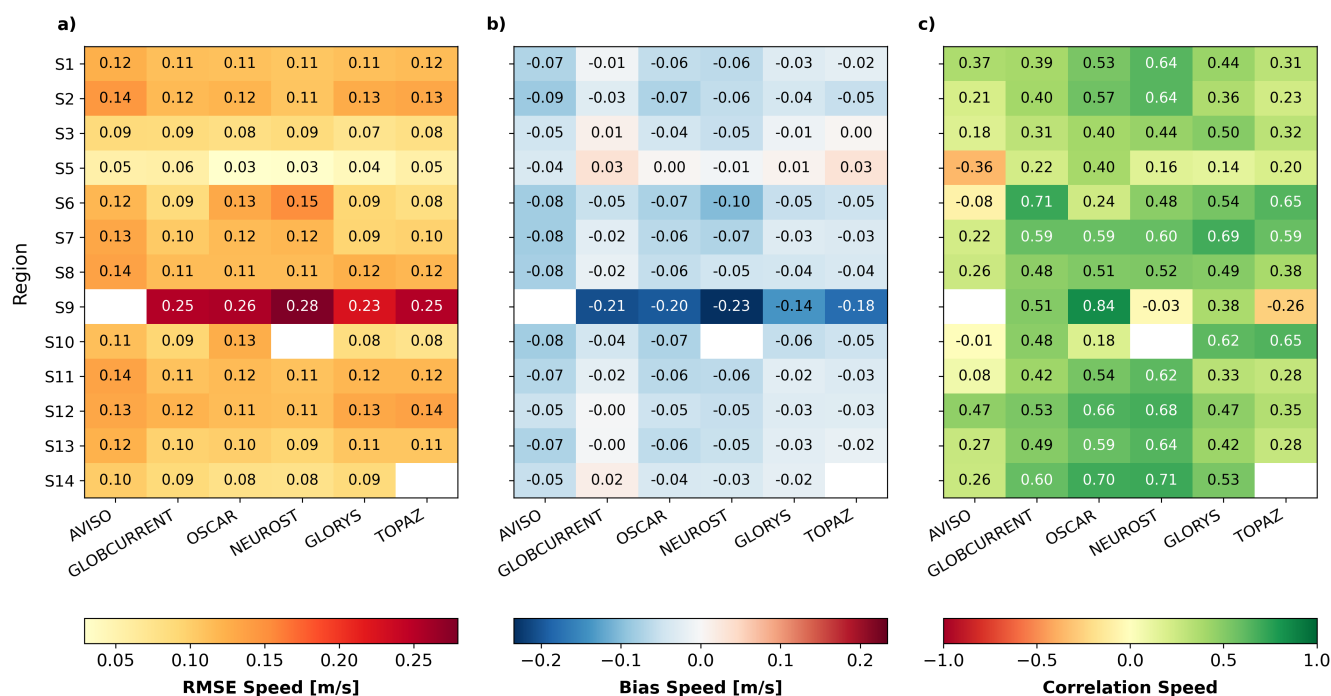 a) b) c)
Region
S1 0.12 0.11 0.11 0.11 0.11 0.12 -0.07 -0.01 -0.06 -0.06 -0.03 -0.02 0.37 0.39 0.53 0.64 0.44 0.31
S2 0.14 0.12 0.12 0.11 0.13 0.13 -0.09 -0.03 -0.07 -0.06 -0.04 -0.05 0.21 0.40 0.57 0.64 0.36 0.23
S3 0.09 0.09 0.08 0.09 0.07 0.08 -0.05 0.01 -0.04 -0.05 -0.01 0.00 0.18 0.31 0.40 0.44 0.50 0.32
S5 0.05 0.06 0.03 0.03 0.04 0.05 -0.04 0.03 0.00 -0.01 0.01 0.03 -0.36 0.22 0.40 0.16 0.14 0.20
S6 0.12 0.09 0.13 0.15 0.09 0.08 -0.08 -0.05 -0.07 -0.10 -0.05 -0.05 -0.08 0.71 0.24 0.48 0.54 0.65
S7 0.13 0.10 0.12 0.12 0.09 0.10 -0.08 -0.02 -0.06 -0.07 -0.03 -0.03 0.22 0.59 0.59 0.60 0.69 0.59
S8 0.14 0.11 0.11 0.11 0.12 0.12 -0.08 -0.02 -0.06 -0.05 -0.04 -0.04 0.26 0.48 0.51 0.52 0.49 0.38
S9 0.25 0.26 0.28 0.23 0.25 -0.21 -0.20 -0.23 -0.14 -0.18 0.51 0.84 -0.03 0.38 -0.26
S10 0.11 0.09 0.13 0.08 0.08 -0.08 -0.04 -0.07 -0.06 -0.05 -0.01 0.48 0.18 0.62 0.65
S11 0.14 0.11 0.12 0.11 0.12 0.12 -0.07 -0.02 -0.06 -0.06 -0.02 -0.03 0.08 0.42 0.54 0.62 0.33 0.28
S12 0.13 0.12 0.11 0.11 0.13 0.14 -0.05 -0.00 -0.05 -0.05 -0.03 -0.03 0.47 0.53 0.66 0.68 0.47 0.35
S13 0.12 0.10 0.10 0.09 0.11 0.11 -0.07 -0.00 -0.06 -0.05 -0.03 -0.02 0.27 0.49 0.59 0.64 0.42 0.28
S14 0.10 0.09 0.08 0.08 0.09 -0.05 0.02 -0.04 -0.03 -0.02 0.26 0.60 0.70 0.71 0.53
AVISO GLOBCURRENT OSCAR NEUROST GLORYS TOPAZ AVISO GLOBCURRENT OSCAR NEUROST GLORYS TOPAZ AVISO GLOBCURRENT OSCAR NEUROST GLORYS TOPAZ
0.05 0.10 0.15 0.20 0.25 −0.2 −0.1 0.0 0.1 0.2 −1.0 −0.5 0.0 0.5 1.0
RMSE Speed [m/s] Bias Speed [m/s] Correlation Speed